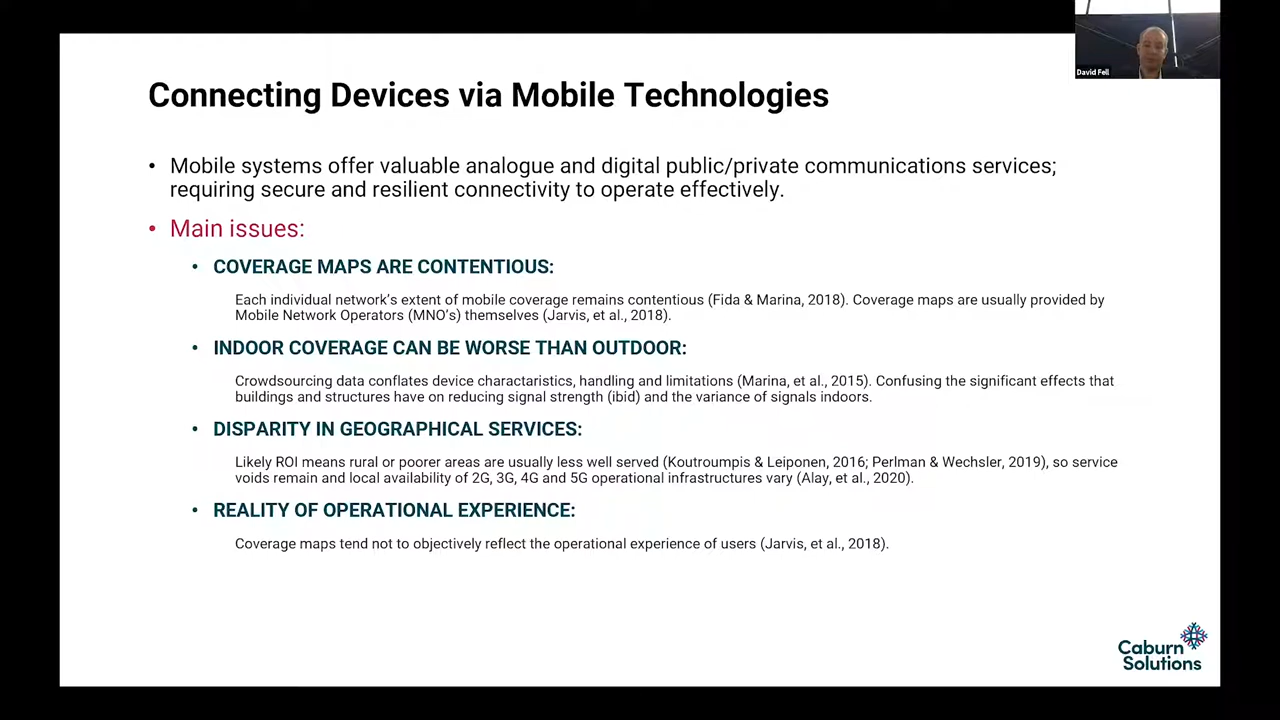 David Fell
Connecting Devices via Mobile Technologies
• Mobile systems offer valuable analogue and digital public/private communications services;
requiring secure and resilient connectivity to operate effectively.
• Main issues:
• COVERAGE MAPS ARE CONTENTIOUS:
Each individual network's extent of mobile coverage remains contentious (Fida & Marina, 2018). Coverage maps are usually provided by
Mobile Network Operators (MNO's) themselves (Jarvis, et al., 2018).
• INDOOR COVERAGE CAN BE WORSE THAN OUTDOOR:
Crowdsourcing data conflates device charactaristics, handling and limitations (Marina, et al., 2015). Confusing the significant effects that
buildings and structures have on reducing signal strength (ibid) and the variance of signals indoors.
• DISPARITY IN GEOGRAPHICAL SERVICES:
Likely ROI means rural or poorer areas are usually less well served (Koutroumpis & Leiponen, 2016; Perlman & Wechsler, 2019), so service
voids remain and local availability of 2G, 3G, 4G and 5G operational infrastructures vary (Alay, et al., 2020).
• REALITY OF OPERATIONAL EXPERIENCE:
Coverage maps tend not to objectively reflect the operational experience of users (Jarvis, et al., 2018).
Caburn
Solutions